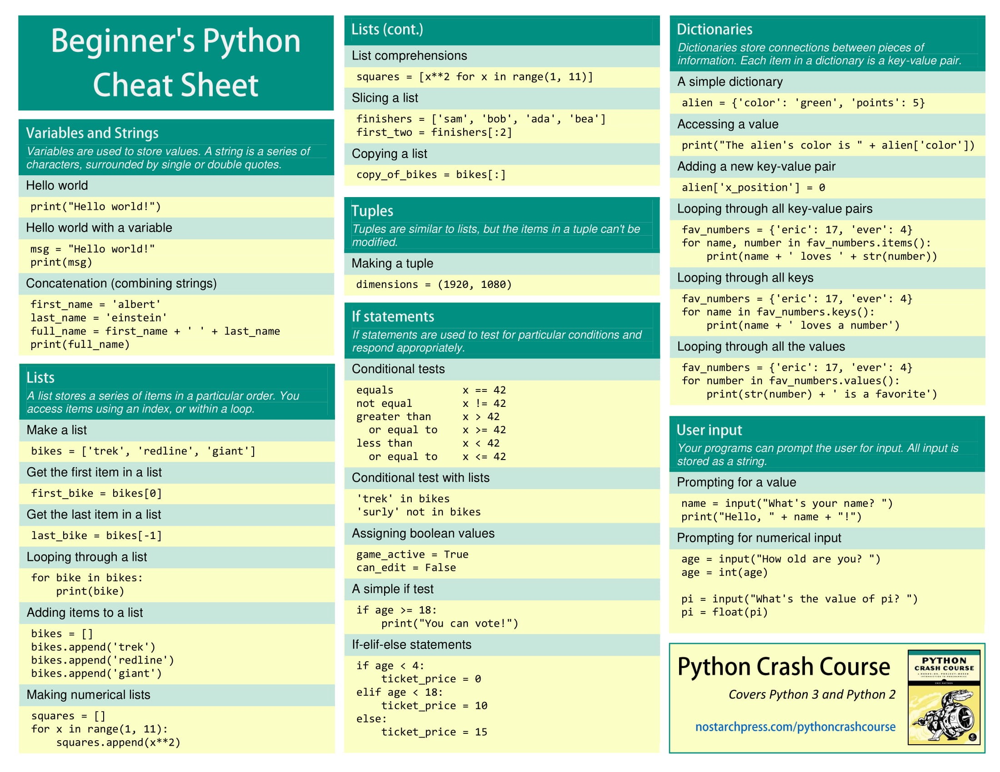 Beginner's Python
Cheat Sheet
Variables and Strings
Variables are used to store values. A string is a series of
characters, surrounded by single or double quotes.
Hello world
print("Hello world!")
Hello world with a variable
msg = "Hello world!"
print(msg)
Concatenation (combining strings)
first_name = 'albert'
last_name = 'einstein'
full_name = first_name + ' ' + last_name
print(full_name)
Lists
A list stores a series of items in a particular order. You
access items using an index, or within a loop.
Make a list
bikes = ['trek', 'redline', 'giant']
Get the first item in a list
first_bike = bikes[0]
Get the last item in a list
last_bike = bikes[-1]
Looping through a list
for bike in bikes:
    print(bike)
Adding items to a list
bikes = []
bikes.append('trek')
bikes.append('redline')
bikes.append('giant')
Making numerical lists
squares = []
for x in range(1, 11):
    squares.append(x**2)
Lists (cont.)
List comprehensions
squares = [x**2 for x in range(1, 11)]
Slicing a list
finishers = ['sam', 'bob', 'ada', 'bea']
first_two = finishers[:2]
Copying a list
copy_of_bikes = bikes[:]
Tuples
Tuples are similar to lists, but the items in a tuple can't be
modified.
Making a tuple
dimensions = (1920, 1080)
If statements
If statements are used to test for particular conditions and
respond appropriately.
Conditional tests
equals           x == 42
not equal        x != 42
greater than     x > 42
  or equal to    x >= 42
less than        x < 42
  or equal to    x <= 42
Conditional test with lists
'trek' in bikes
'surly' not in bikes
Assigning boolean values
game_active = True
can_edit = False
A simple if test
if age >= 18:
    print("You can vote!")
If-elif-else statements
if age < 4:
    ticket_price = 0
elif age < 18:
    ticket_price = 10
else:
    ticket_price = 15
Dictionaries
Dictionaries store connections between pieces of
information. Each item in a dictionary is a key-value pair.
A simple dictionary
alien = {'color': 'green', 'points': 5}
Accessing a value
print("The alien's color is " + alien['color'])
Adding a new key-value pair
alien['x_position'] = 0
Looping through all key-value pairs
fav_numbers = {'eric': 17, 'ever': 4}
for name, number in fav_numbers.items():
    print(name + ' loves ' + str(number))
Looping through all keys
fav_numbers = {'eric': 17, 'ever': 4}
for name in fav_numbers.keys():
    print(name + ' loves a number')
Looping through all the values
fav_numbers = {'eric': 17, 'ever': 4}
for number in fav_numbers.values():
    print(str(number) + ' is a favorite')
User input
Your programs can prompt the user for input. All input is
stored as a string.
Prompting for a value
name = input("What's your name? ")
print("Hello, " + name + "!")
Prompting for numerical input
age = input("How old are you? ")
age = int(age)
pi = input("What's the value of pi? ")
pi = float(pi)
Python Crash Course
Covers Python 3 and Python 2
nostarchpress.com/pythoncrashcourse
PYTHON
CRASH COURSE
A HANDS-ON, PROJECT-BASED
INTRODUCTION TO PROGRAMMING
ERIC MATTHES